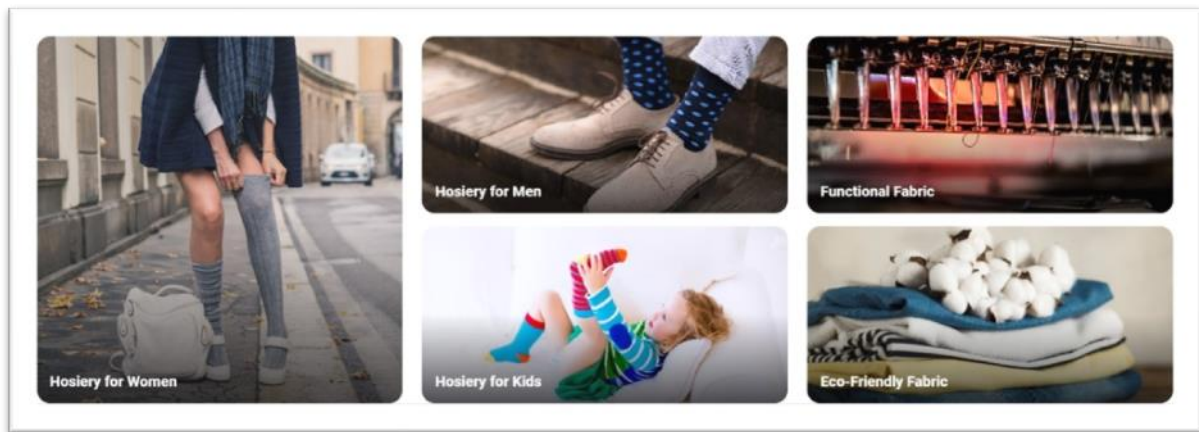 Hosiery for Women
Hosiery for Men
Functional Fabric
Hosiery for Kids
Eco-Friendly Fabric